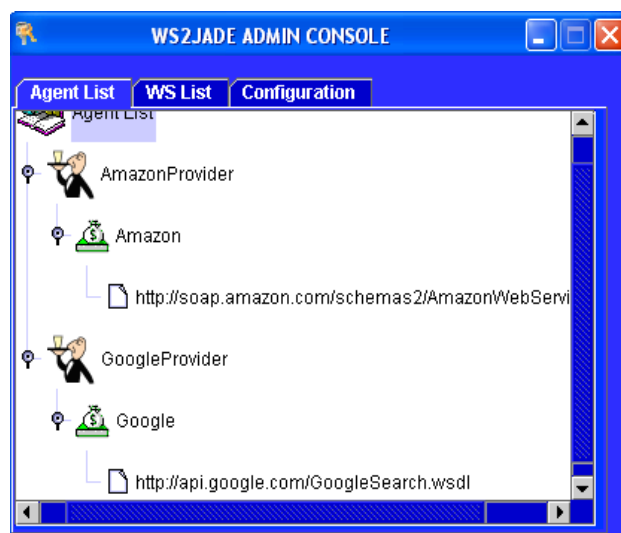 WS2JADE ADMIN CONSOLE
Agent List WS List Configuration
Agent List
AmazonProvider
Amazon
http://soap.amazon.com/schemas2/AmazonWebServi
GoogleProvider
Google
http://api.google.com/GoogleSearch.wsdl